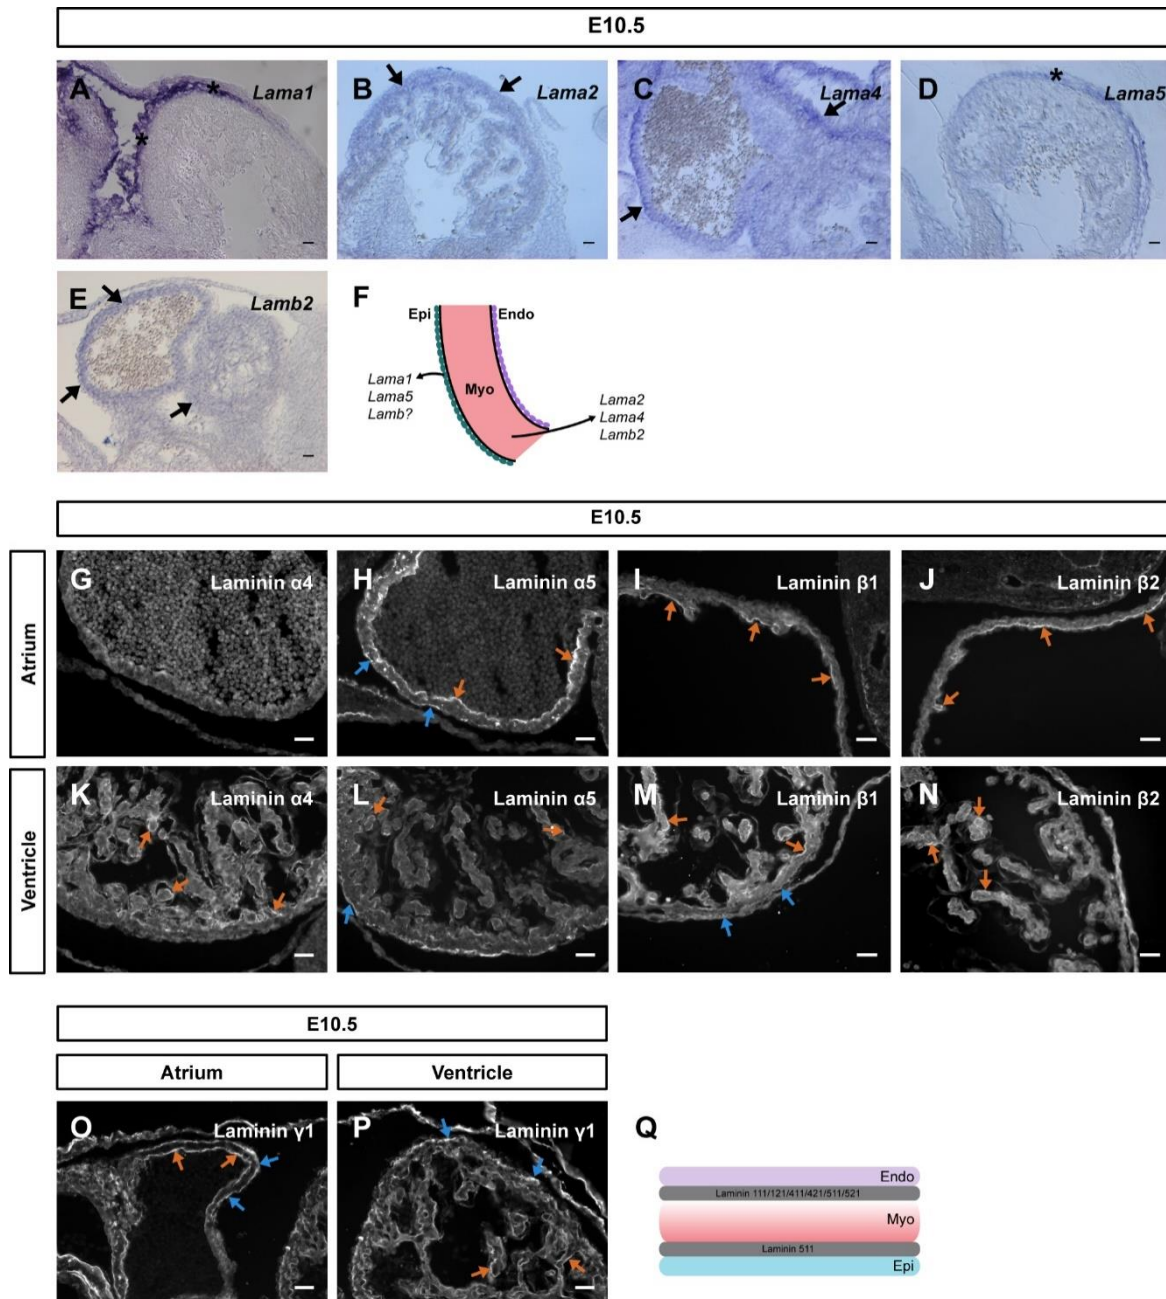 E10.5
A
Lama1
*
*
B
Lama2
C
Lama4
D
Lama5
*
E
Lamb2
F
Epi
Endo
Myo
Lama1
Lama5
Lamb?
Lama2
Lama4
Lamb2
E10.5
Atrium
G
Laminin α4
H
Laminin α5
I
Laminin β1
J
Laminin β2
Ventricle
K
Laminin α4
L
Laminin α5
M
Laminin β1
N
Laminin β2
E10.5
Atrium
Ventricle
O
Laminin γ1
P
Laminin γ1
Q
Endo
Laminin 111/121/411/421/511/521
Myo
Laminin 511
Epi